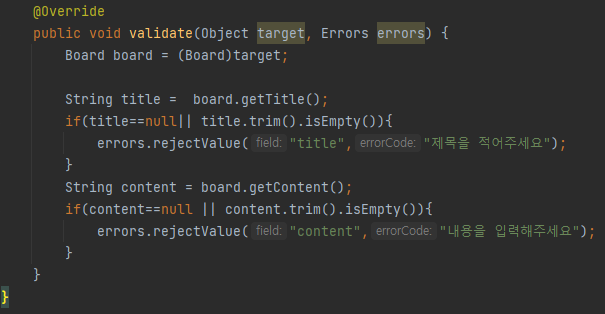 @Override
public void validate(Object target, Errors errors) {
Board board = (Board)target;
String title =  board.getTitle();
if(title==null|| title.trim().isEmpty()){
errors.rejectValue( field: "title", errorCode: "제목을 적어주세요");
}
String content = board.getContent();
if(content==null || content.trim().isEmpty()){
errors.rejectValue( field: "content", errorCode: "내용을 입력해주세요");
}
}
}